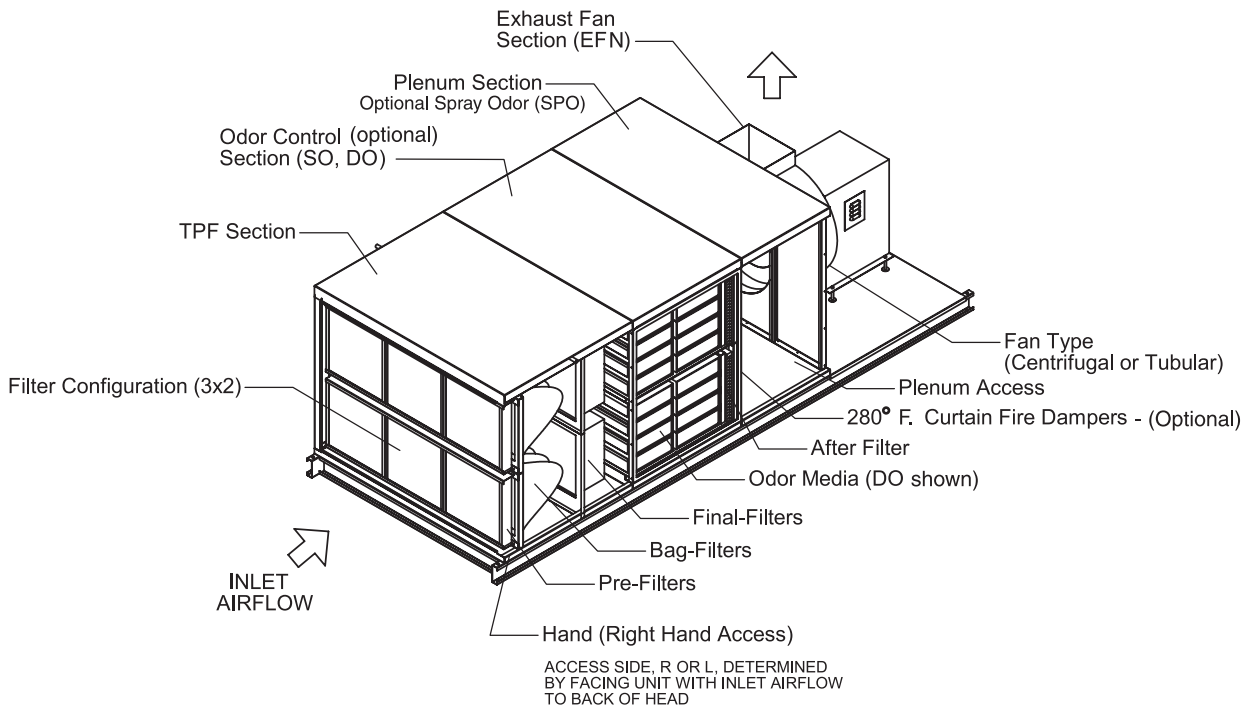 Exhaust Fan
Section (EFN)
Plenum Section
Optional Spray Odor (SPO)
Odor Control (optional)
Section (SO, DO)
TPF Section
Filter Configuration (3x2)
Fan Type
(Centrifugal or Tubular)
Plenum Access
280° F. Curtain Fire Dampers - (Optional)
After Filter
Odor Media (DO shown)
Final-Filters
Bag-Filters
Pre-Filters
INLET
AIRFLOW
Hand (Right Hand Access)
ACCESS SIDE, R OR L, DETERMINED
BY FACING UNIT WITH INLET AIRFLOW
TO BACK OF HEAD